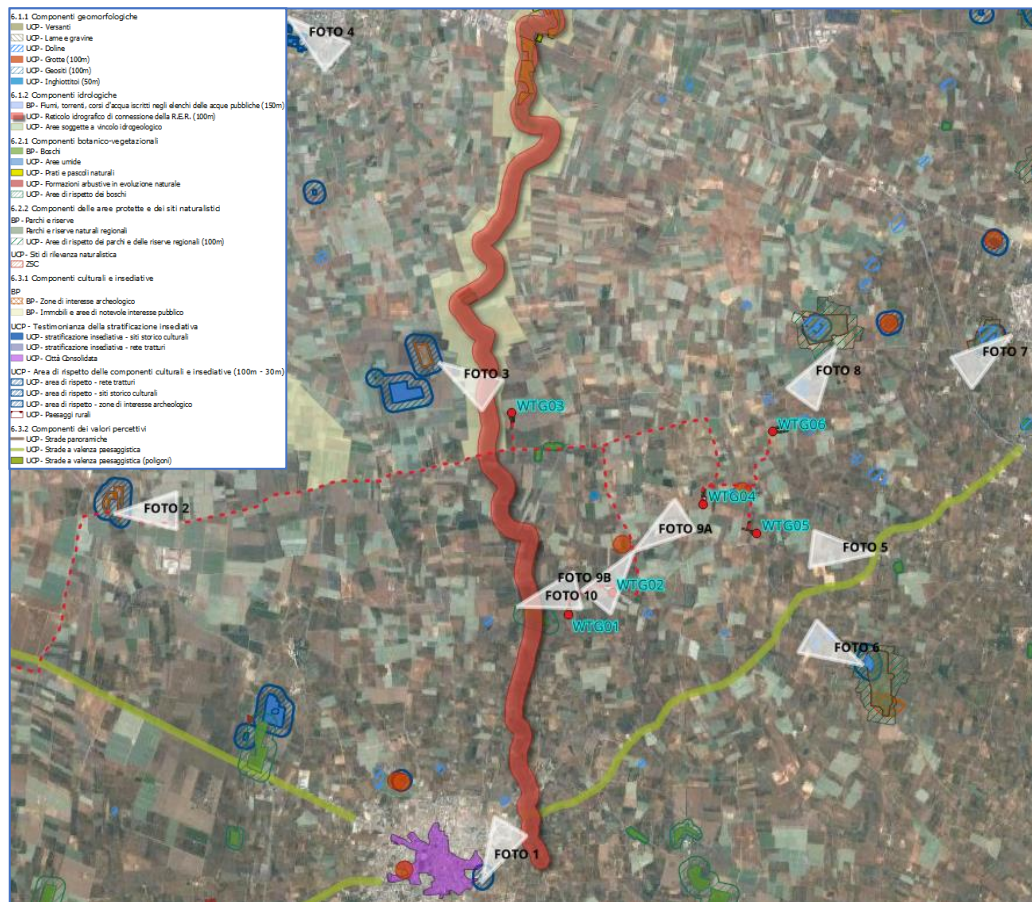 6.1.1 Componenti geomorfologiche
UCP - Versanti
UCP - Lame e gravine
UCP - Doline
UCP - Grotte (100m)
UCP - Geositi (100m)
UCP - Inghiottitoi (50m)
6.1.2 Componenti idrologiche
BP - Fiumi, torrenti, corsi d'acqua iscritti negli elenchi delle acque pubbliche (150m)
UCP - Reticolo idrografico di connessione della R.E.R. (100m)
UCP - Aree soggette a vincolo idrogeologico
6.2.1 Componenti botanico-vegetazionali
BP - Boschi
UCP - Aree umide
UCP - Prati e pascoli naturali
UCP - Formazioni arbustive in evoluzione naturale
UCP - Aree di rispetto dei boschi
6.2.2 Componenti delle aree protette e dei siti naturalistici
BP - Parchi e riserve
Parchi e riserve naturali regionali
UCP - Area di rispetto dei parchi e delle riserve regionali (100m)
UCP - Siti di rilevanza naturalistica
ZSC
6.3.1 Componenti culturali e insediative
BP
BP - Zone di interesse archeologico
BP - Immobili e area di notevole interesse pubblico
UCP - Testimonianza della stratificazione insediativa
UCP - stratificazione insediativa - siti storico culturali
UCP - stratificazione insediativa - rete tratturi
UCP - Città Consolidata
UCP - Area di rispetto delle componenti culturali e insediative (100m - 30m)
UCP - area di rispetto - rete tratturi
UCP - area di rispetto - siti storico culturali
UCP - area di rispetto - zone di interesse archeologico
UCP - Paesaggi rurali
6.3.2 Componenti dei valori percettivi
UCP - Strade panoramiche
UCP - Strade a valenza paesaggistica
UCP - Strade a valenza paesaggistica (poligoni)
FOTO 4
FOTO 7
FOTO 8
FOTO 3
WTG03
WTG06
WTG04
FOTO 2
WTG05
FOTO 9A
FOTO 5
FOTO 9B
WTG02
FOTO 10
WTG01
FOTO 6
FOTO 1